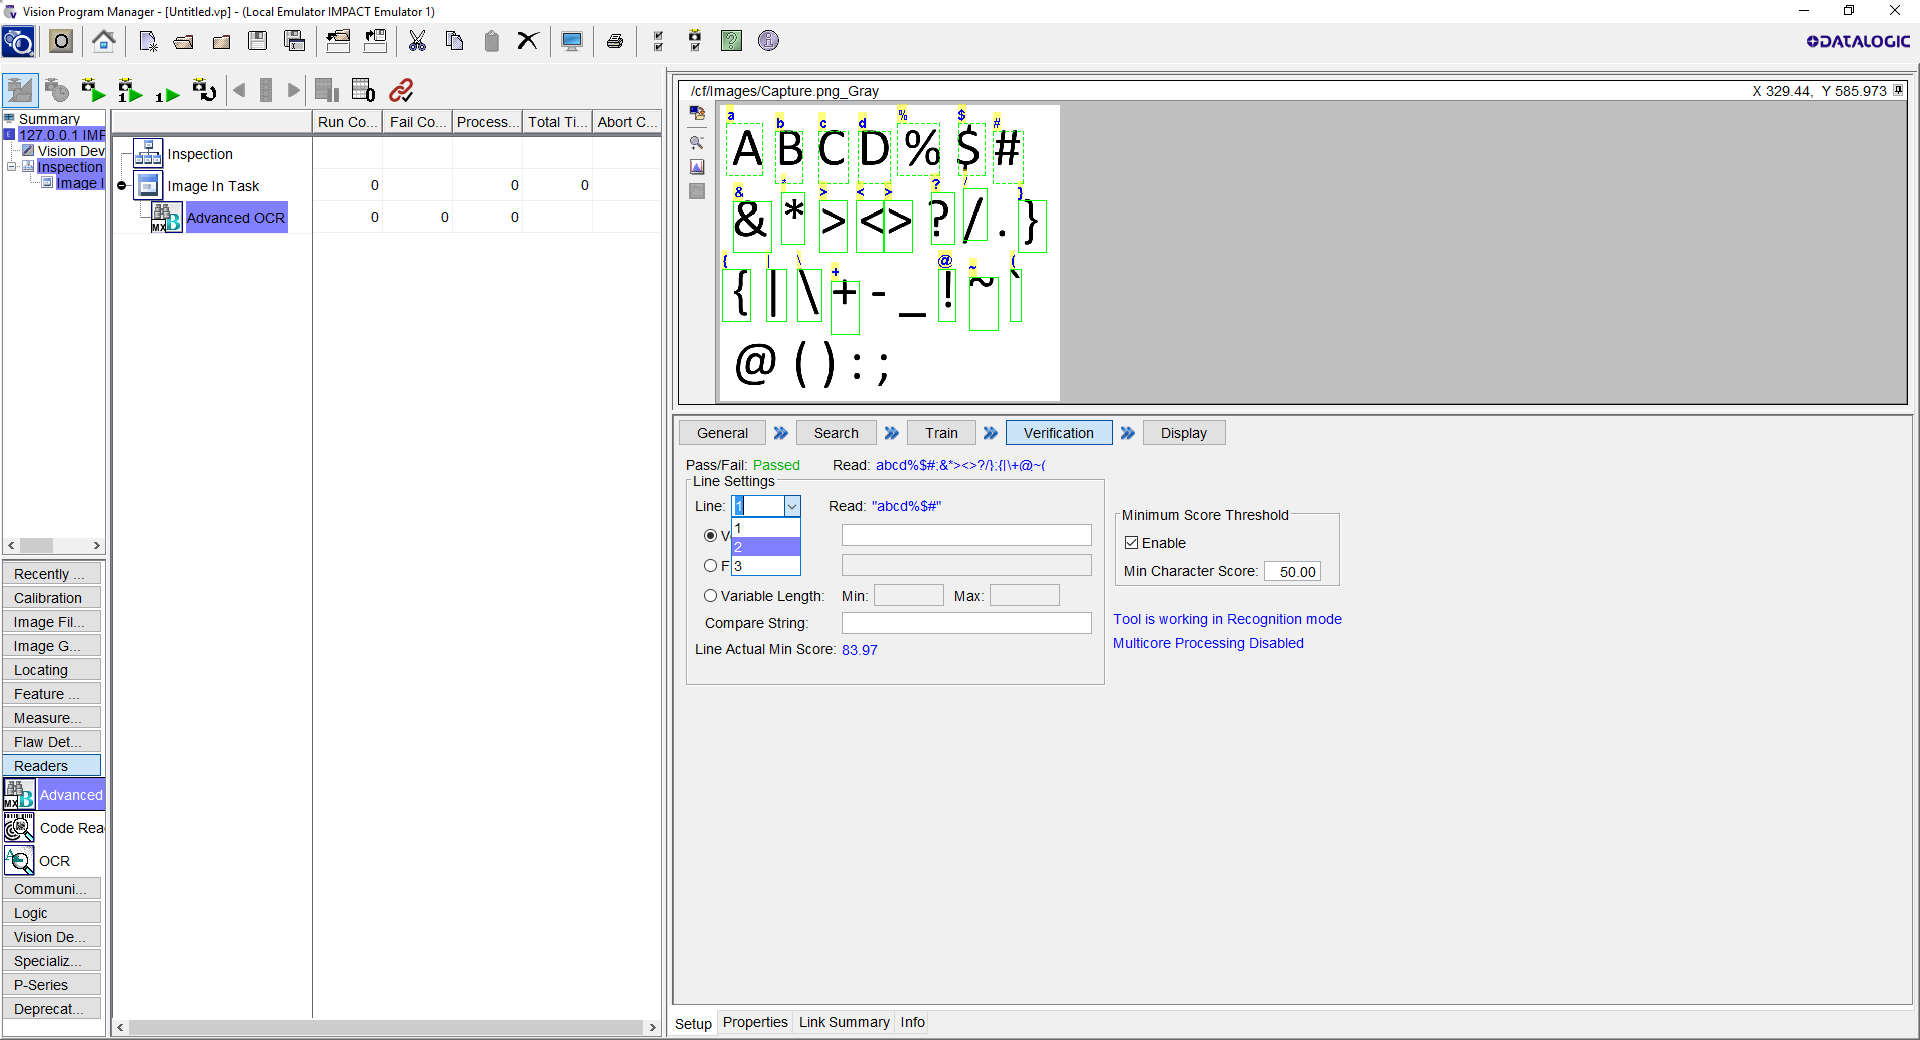 Vision Program Manager - [Untitled.vp] - (Local Emulator IMPACT Emulator 1)
DATALOGIC
Summary
127.0.0.1 IMF
Vision Dev
Inspection
Image I
Run Co... Fail Co... Process... Total Ti... Abort C...
Inspection
Image In Task 0 0 0
Advanced OCR 0 0 0
/cf/Images/Capture.png_Gray X 329.44, Y 585.973
a b c d % $ #
A B C D % $ #
& * > < > ? / }
& * > < > ? / . }
{ | \ + @ ~ (
{ | \ + - _ ! ~ `
@ ( ) : ;
General Search Train Verification Display
Pass/Fail: Passed Read: abcd%$#;&*><>?/};{|\+@~(
Line Settings
Line: 1 Read: "abcd%$#"
1
2
3
V
F
Variable Length: Min: Max:
Compare String:
Line Actual Min Score: 83.97
Minimum Score Threshold
Enable
Min Character Score: 50.00
Tool is working in Recognition mode
Multicore Processing Disabled
Recently ...
Calibration
Image Fil...
Image G...
Locating
Feature ...
Measure...
Flaw Det...
Readers
MX B Advanced
Code Rea
OCR
Communi...
Logic
Vision De...
Specializ...
P-Series
Deprecat...
Setup Properties Link Summary Info